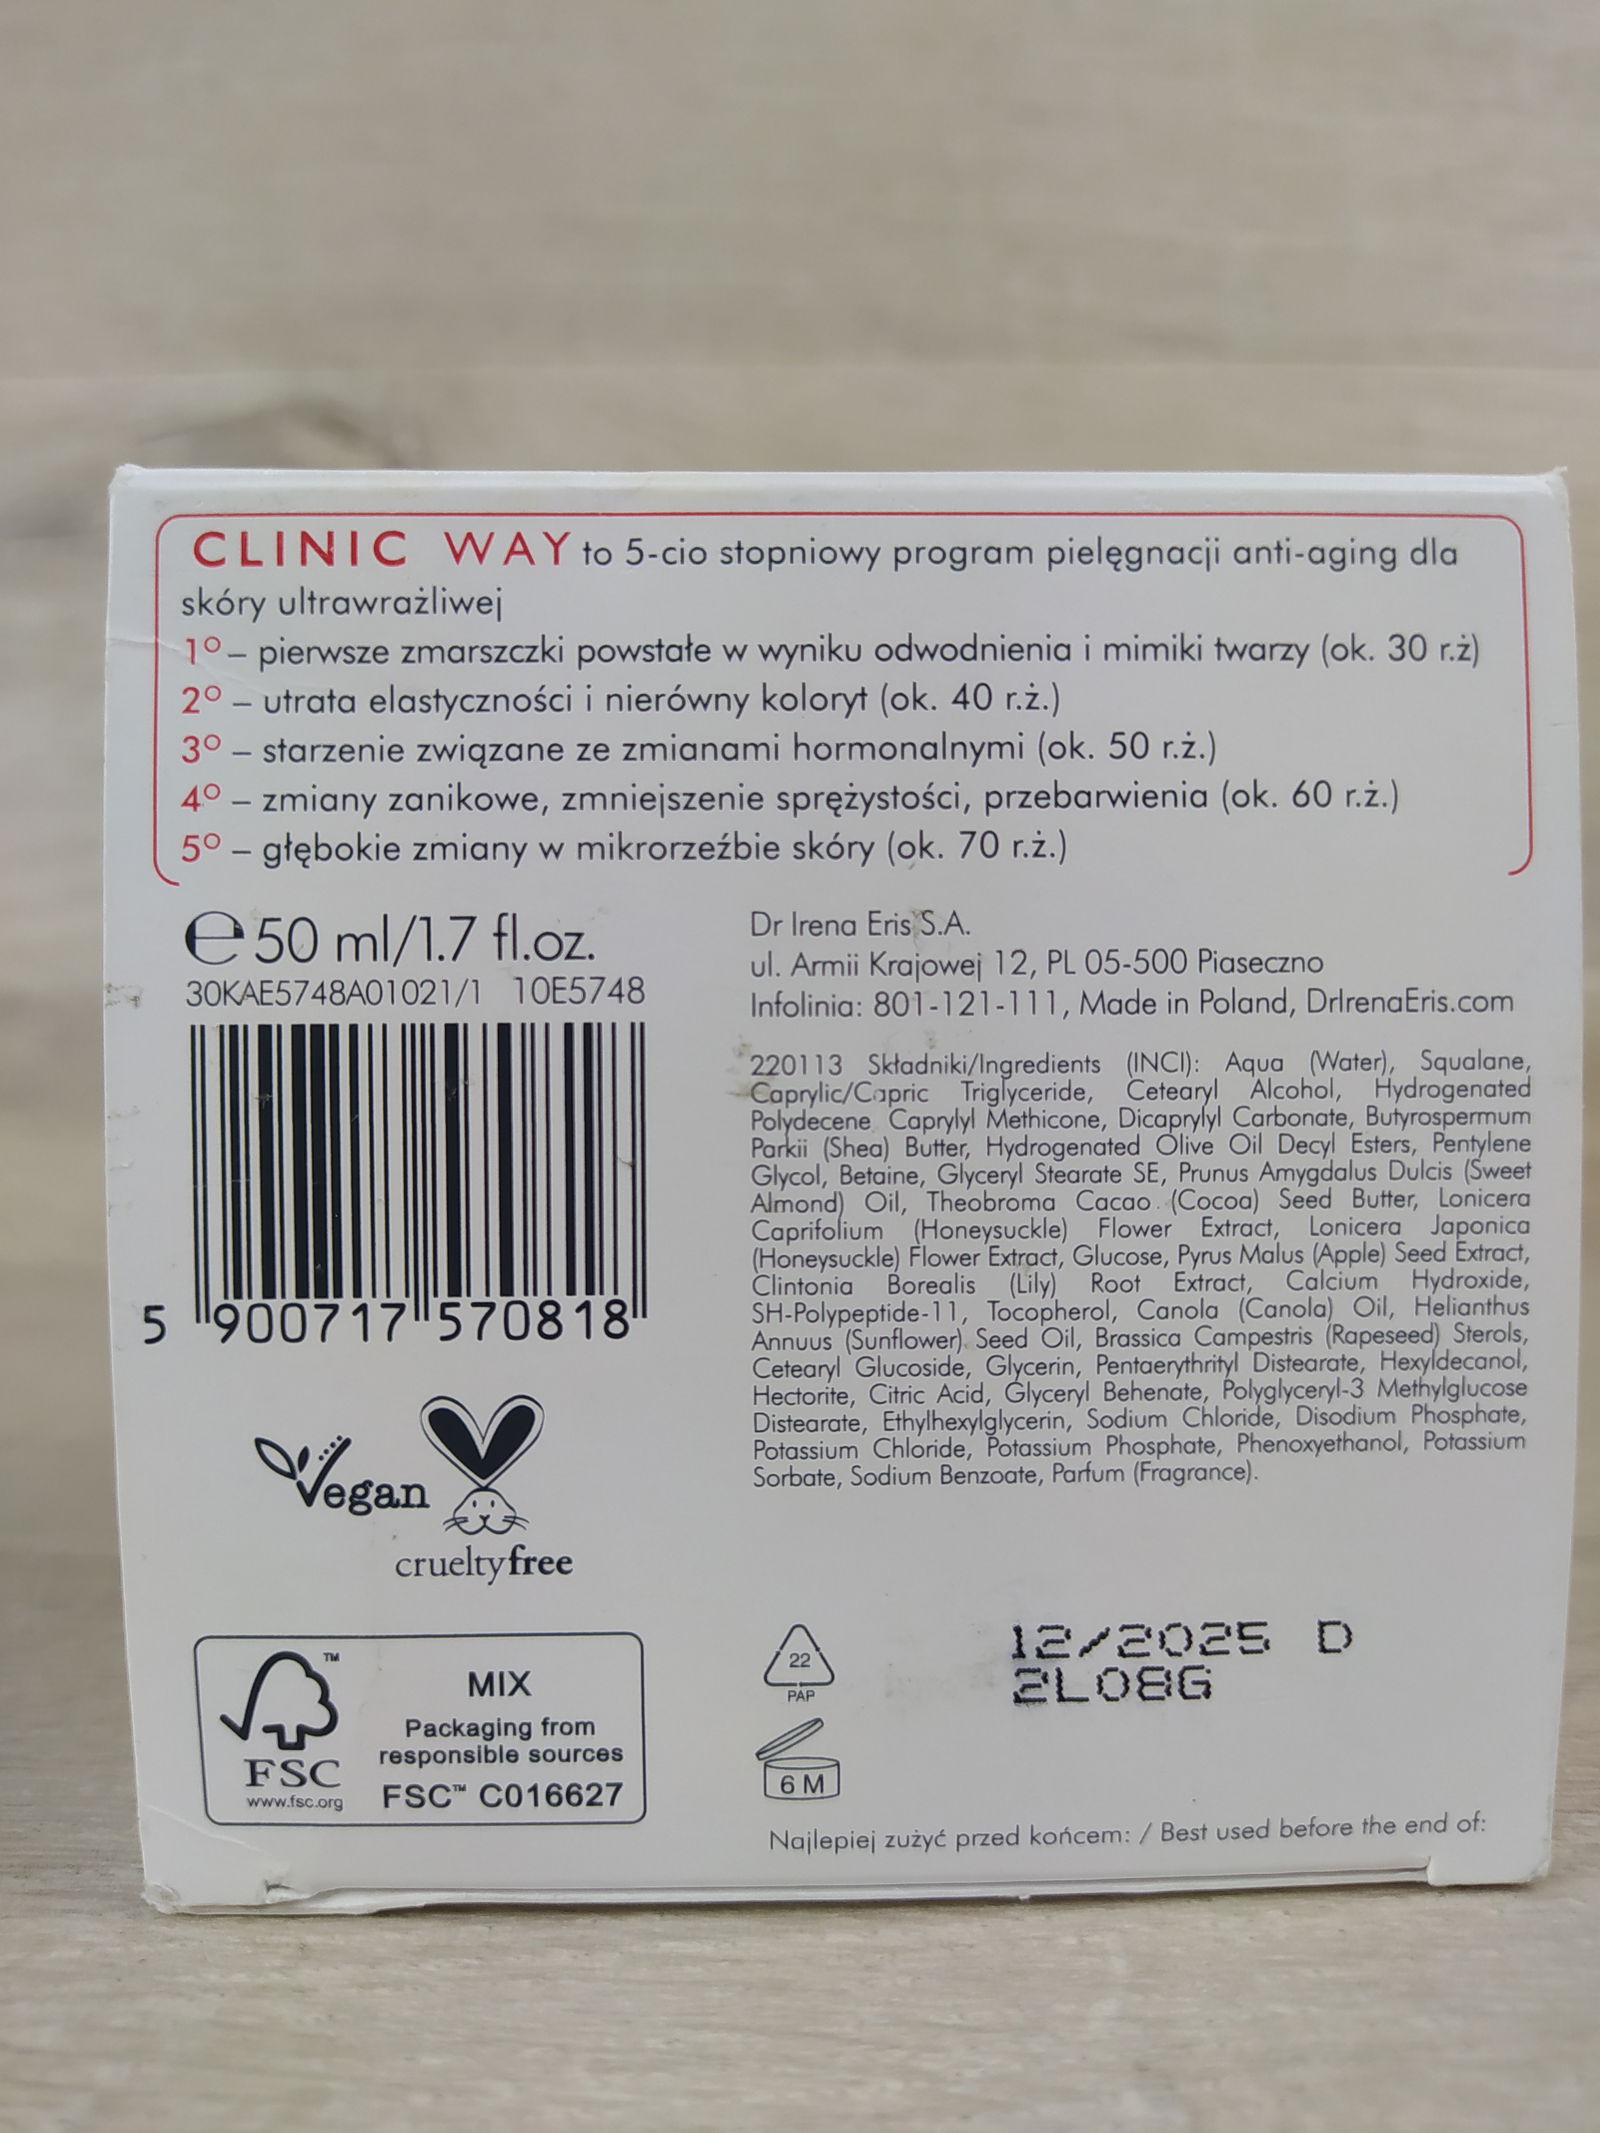 CLINIC WAY to 5-cio stopniowy program pielęgnacji anti-aging dla
skóry ultrawrażliwej
1° – pierwsze zmarszczki powstałe w wyniku odwodnienia i mimiki twarzy (ok. 30 r.ż)
2° – utrata elastyczności i nierówny koloryt (ok. 40 r.ż.)
3° – starzenie związane ze zmianami hormonalnymi (ok. 50 r.ż.)
4° – zmiany zanikowe, zmniejszenie sprężystości, przebarwienia (ok. 60 r.ż.)
5° – głębokie zmiany w mikrorzeźbie skóry (ok. 70 r.ż.)
℮ 50 ml/1.7 fl.oz.
30KAE5748A01021/1 10E5748
5 900717 570818
Vegan
crueltyfree
FSC
www.fsc.org
TM
MIX
Packaging from
responsible sources
FSC™ C016627
Dr Irena Eris S.A.
ul. Armii Krajowej 12, PL 05-500 Piaseczno
Infolinia: 801-121-111, Made in Poland, DrIrenaEris.com
220113 Składniki/Ingredients (INCI): Aqua (Water), Squalane,
Caprylic/Capric Triglyceride, Cetearyl Alcohol, Hydrogenated
Polydecene, Caprylyl Methicone, Dicaprylyl Carbonate, Butyrospermum
Parkii (Shea) Butter, Hydrogenated Olive Oil Decyl Esters, Pentylene
Glycol, Betaine, Glyceryl Stearate SE, Prunus Amygdalus Dulcis (Sweet
Almond) Oil, Theobroma Cacao (Cocoa) Seed Butter, Lonicera
Caprifolium (Honeysuckle) Flower Extract, Lonicera Japonica
(Honeysuckle) Flower Extract, Glucose, Pyrus Malus (Apple) Seed Extract,
Clintonia Borealis (Lily) Root Extract, Calcium Hydroxide,
SH-Polypeptide-11, Tocopherol, Canola (Canola) Oil, Helianthus
Annuus (Sunflower) Seed Oil, Brassica Campestris (Rapeseed) Sterols,
Cetearyl Glucoside, Glycerin, Pentaerythrityl Distearate, Hexyldecanol,
Hectorite, Citric Acid, Glyceryl Behenate, Polyglyceryl-3 Methylglucose
Distearate, Ethylhexylglycerin, Sodium Chloride, Disodium Phosphate,
Potassium Chloride, Potassium Phosphate, Phenoxyethanol, Potassium
Sorbate, Sodium Benzoate, Parfum (Fragrance).
22
PAP
12/2025 D
2L08G
6 M
Najlepiej zużyć przed końcem: / Best used before the end of: